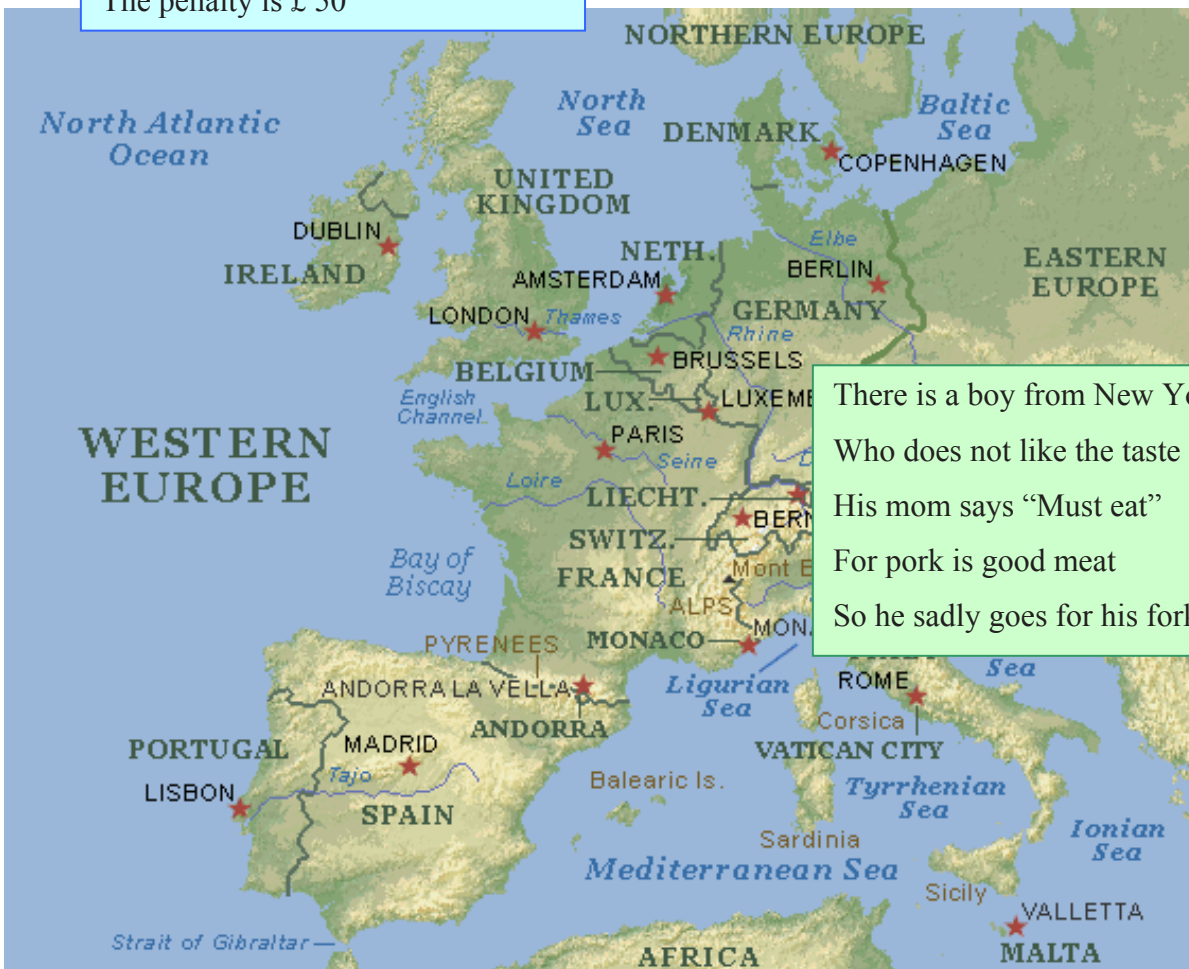 The penalty is £ 50
NORTHERN EUROPE
North Atlantic
Ocean
North
Sea
Baltic
Sea
DENMARK
COPENHAGEN
UNITED
KINGDOM
DUBLIN
IRELAND
NETH.
AMSTERDAM
Elbe
BERLIN
EASTERN
EUROPE
LONDON
Thames
GERMANY
Rhine
BELGIUM
BRUSSELS
English
Channel
LUX.
LUXEMB
WESTERN
EUROPE
PARIS
Seine
Loire
LIECHT.
BERN
SWITZ.
Bay of
Biscay
FRANCE
Mont B
ALPS
There is a boy from New Yo
Who does not like the taste
His mom says “Must eat”
For pork is good meat
So he sadly goes for his fork
PYRENEES
MONACO
MONA
Ligurian
Sea
Sea
ROME
ANDORRA LA VELLA
ANDORRA
Corsica
VATICAN CITY
PORTUGAL
MADRID
Tajo
LISBON
SPAIN
Balearic Is.
Tyrrhenian
Sea
Sardinia
Ionian
Sea
Mediterranean Sea
Sicily
VALLETTA
MALTA
Strait of Gibraltar
AFRICA